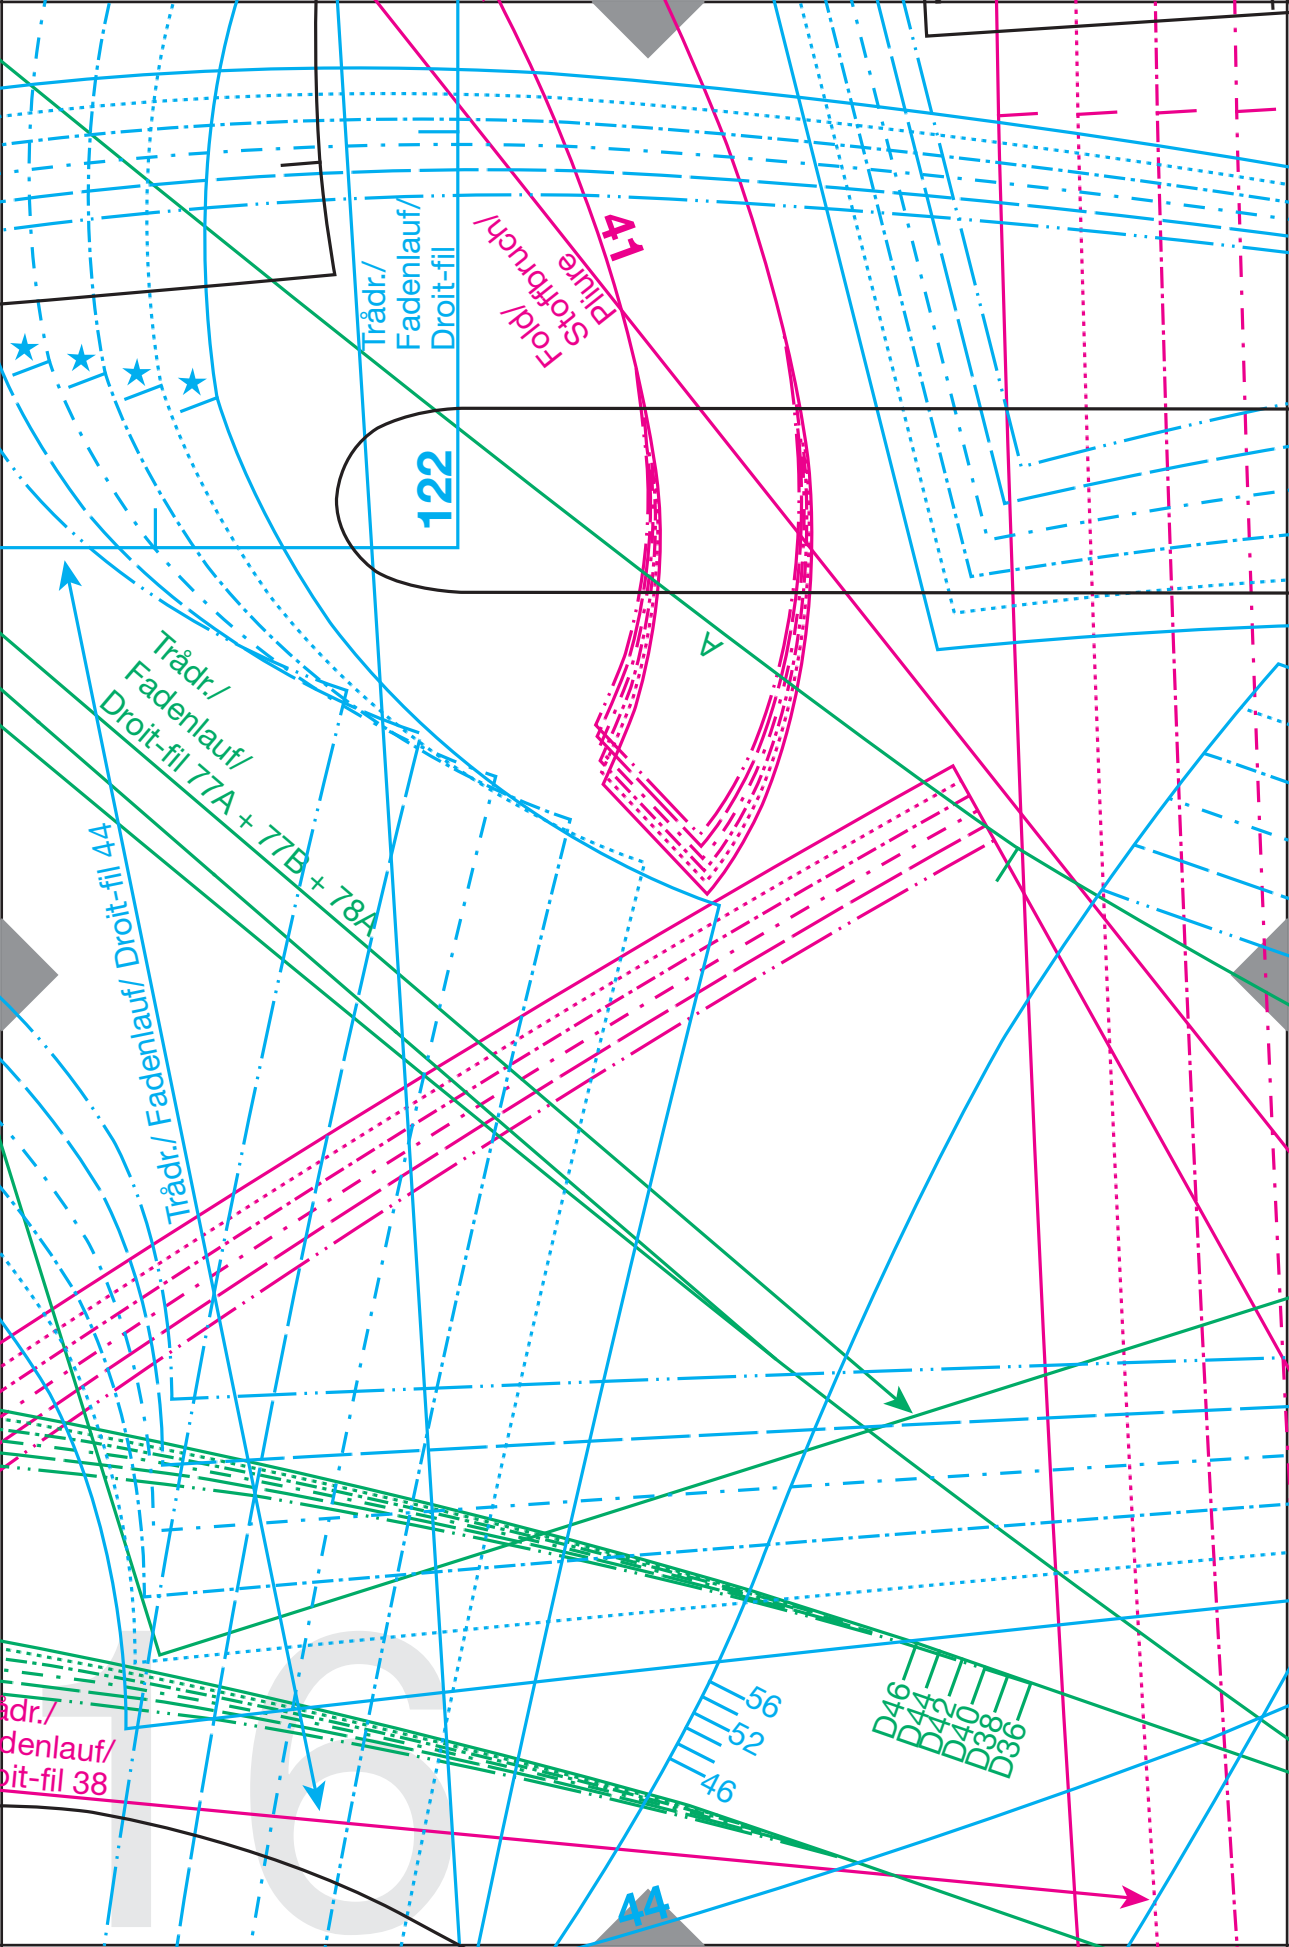 Trådr./
Fadenlauf/
Droit-fil
41
Fold/
Stoffbruch/
Pliure
122
A
Trådr./
Fadenlauf/
Droit-fil 77A + 77B + 78A
Trådr./ Fadenlauf/ Droit-fil 44
56
52
46
D46
D44
D42
D40
D38
D36
ådr./
denlauf/
oit-fil 38
16
44